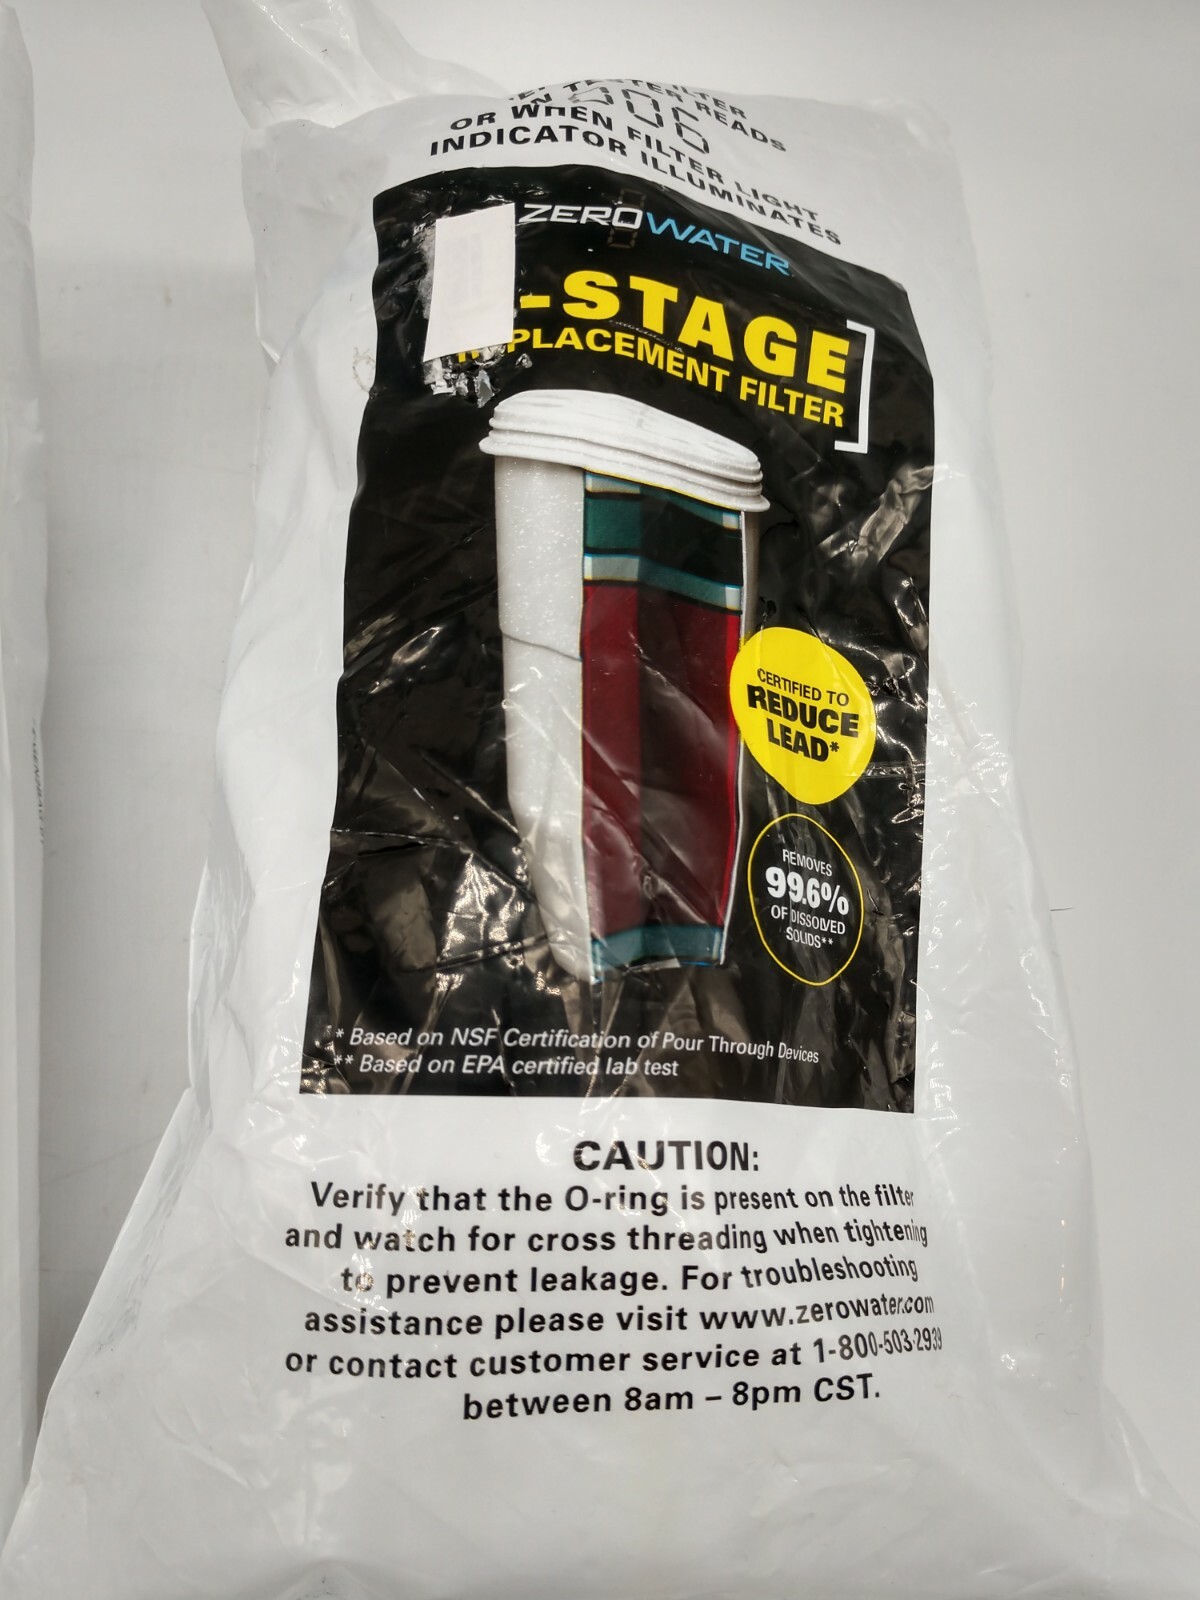 FILTER
TESTER READS
006
OR WHEN FILTER LIGHT
INDICATOR ILLUMINATES
ZEROWATER
-STAGE
PLACEMENT FILTER
CERTIFIED TO
REDUCE
LEAD*
REMOVES
99.6%
OF DISSOLVED
SOLIDS**
* Based on NSF Certification of Pour Through Devices
** Based on EPA certified lab test
CAUTION:
Verify that the O-ring is present on the filter
and watch for cross threading when tightening
to prevent leakage. For troubleshooting
assistance please visit www.zerowater.com
or contact customer service at 1-800-503-2939
between 8am – 8pm CST.